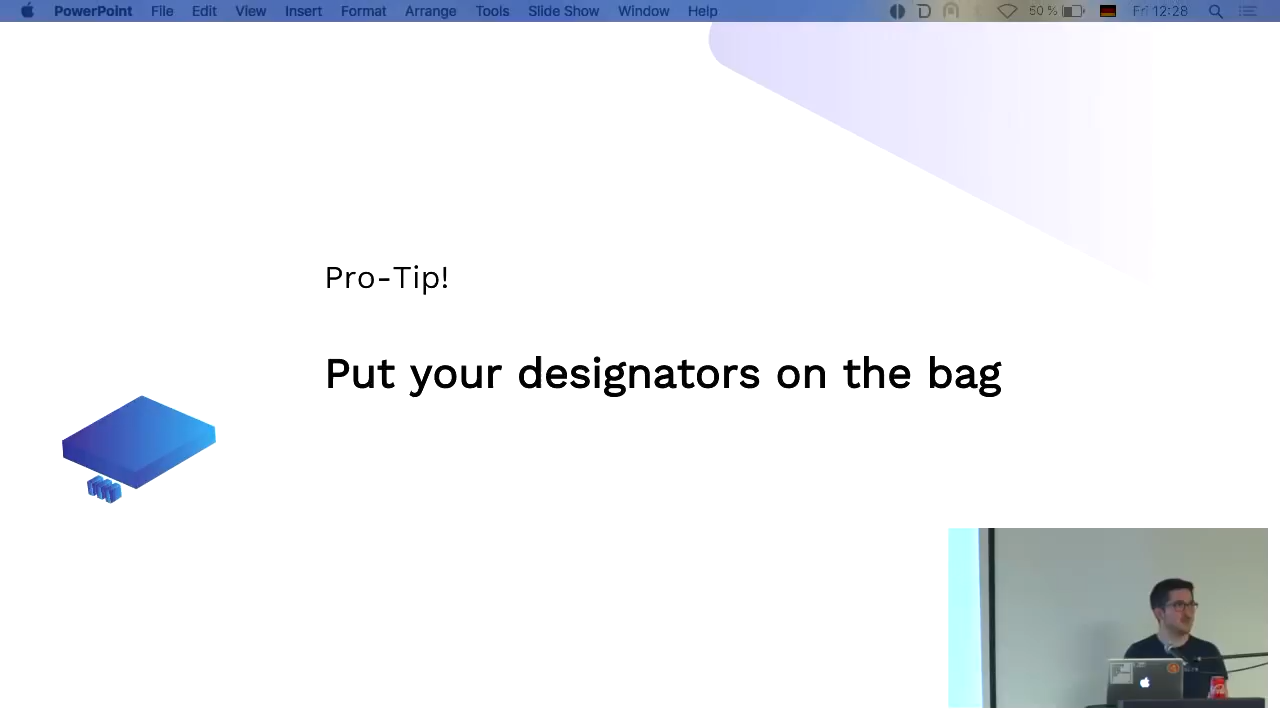 PowerPoint File Edit View Insert Format Arrange Tools Slide Show Window Help 60 % Fri 12:28
Pro-Tip!
Put your designators on the bag